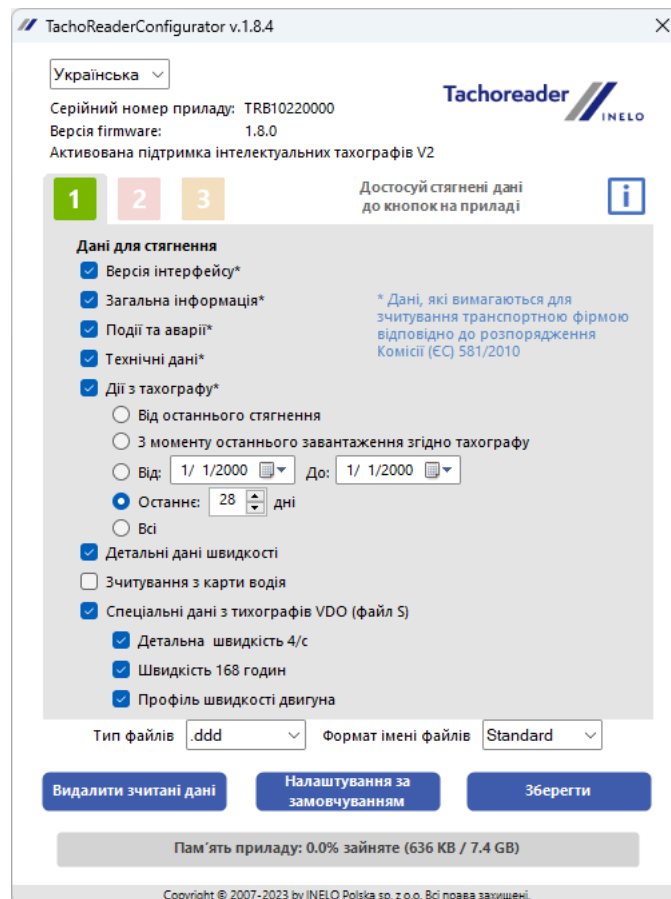 TachoReaderConfigurator v.1.8.4
Українська
Серійний номер приладу: TRB10220000
Версія firmware: 1.8.0
Активована підтримка інтелектуальних тахографів V2
Tachoreader
INELO
1 2 3
Достосуй стягнені дані
до кнопок на приладі
i
Дані для стягнення
Версія інтерфейсу*
Загальна інформація*
Події та аварії*
Технічні дані*
* Дані, які вимагаються для
зчитування транспортною фірмою
відповідно до розпорядження
Комісії (ЄС) 581/2010
Дії з тахографу*
Від останнього стягнення
З моменту останнього завантаження згідно тахографу
Від: 1/ 1/2000 До: 1/ 1/2000
Останнє: 28 дні
Всі
Детальні дані швидкості
Зчитування з карти водія
Спеціальні дані з тихографів VDO (файл S)
Детальна швидкість 4/с
Швидкість 168 годин
Профіль швидкості двигуна
Тип файлів .ddd Формат імені файлів Standard
Видалити зчитані дані
Налаштування за
замовчуванням
Зберегти
Пам´ять приладу: 0.0% зайняте (636 KB / 7.4 GB)
Copyright © 2007-2023 by INELO Polska sp. z o.o. Всі права захищені.